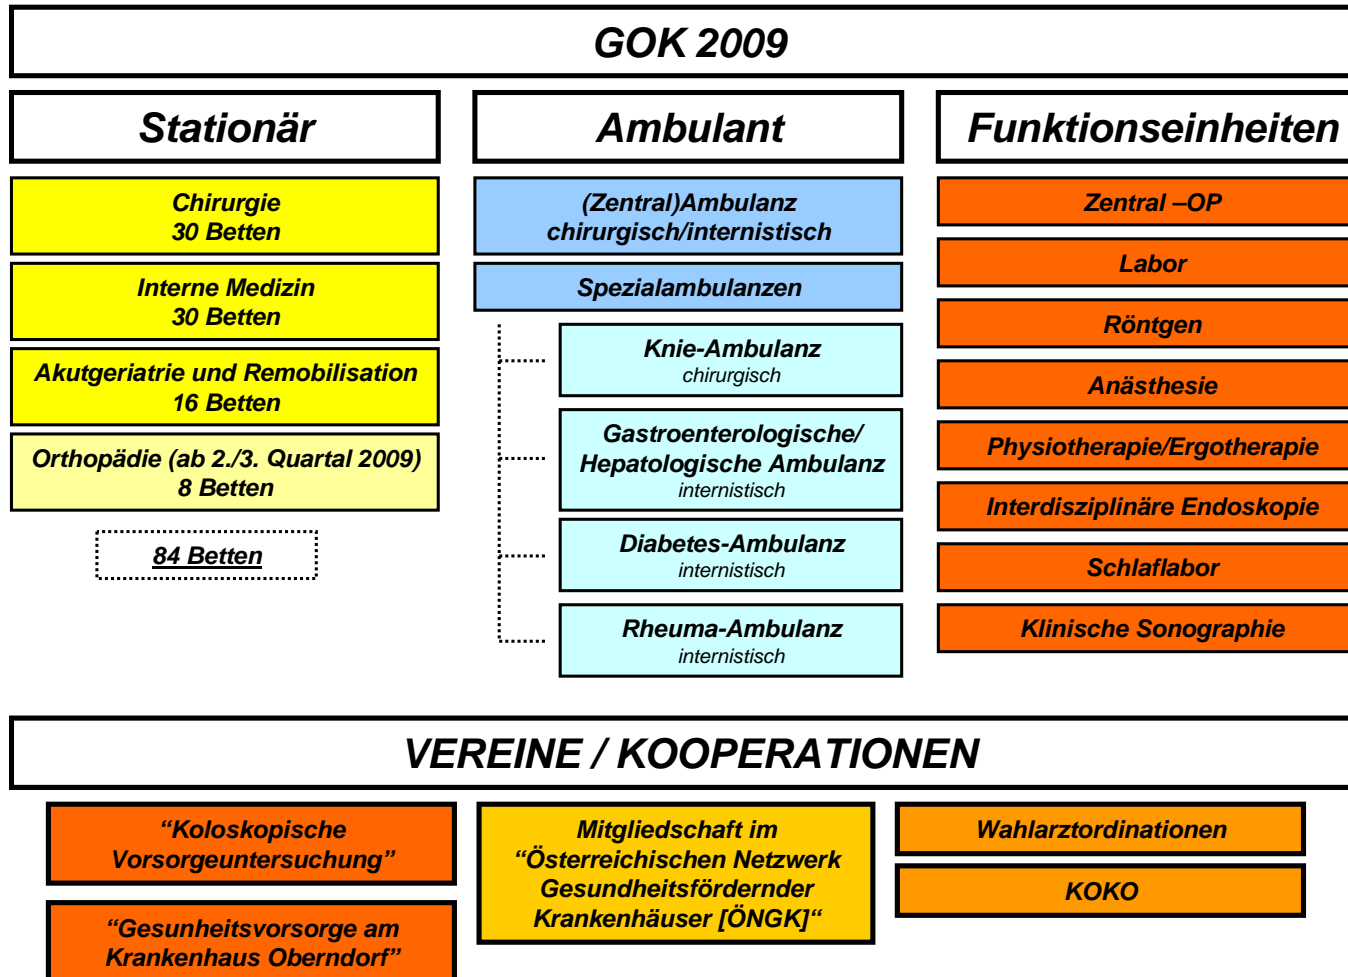 GOK 2009
Stationär
Chirurgie
30 Betten
Interne Medizin
30 Betten
Akutgeriatrie und Remobilisation
16 Betten
Orthopädie (ab 2./3. Quartal 2009)
8 Betten
84 Betten
Ambulant
(Zentral)Ambulanz
chirurgisch/internistisch
Spezialambulanzen
Knie-Ambulanz
chirurgisch
Gastroenterologische/
Hepatologische Ambulanz
internistisch
Diabetes-Ambulanz
internistisch
Rheuma-Ambulanz
internistisch
Funktionseinheiten
Zentral –OP
Labor
Röntgen
Anästhesie
Physiotherapie/Ergotherapie
Interdisziplinäre Endoskopie
Schlaflabor
Klinische Sonographie
VEREINE / KOOPERATIONEN
“Koloskopische
Vorsorgeuntersuchung”
“Gesunheitsvorsorge am
Krankenhaus Oberndorf”
Mitgliedschaft im
“Österreichischen Netzwerk
Gesundheitsfördernder
Krankenhäuser [ÖNGK]“
Wahlarztordinationen
KOKO